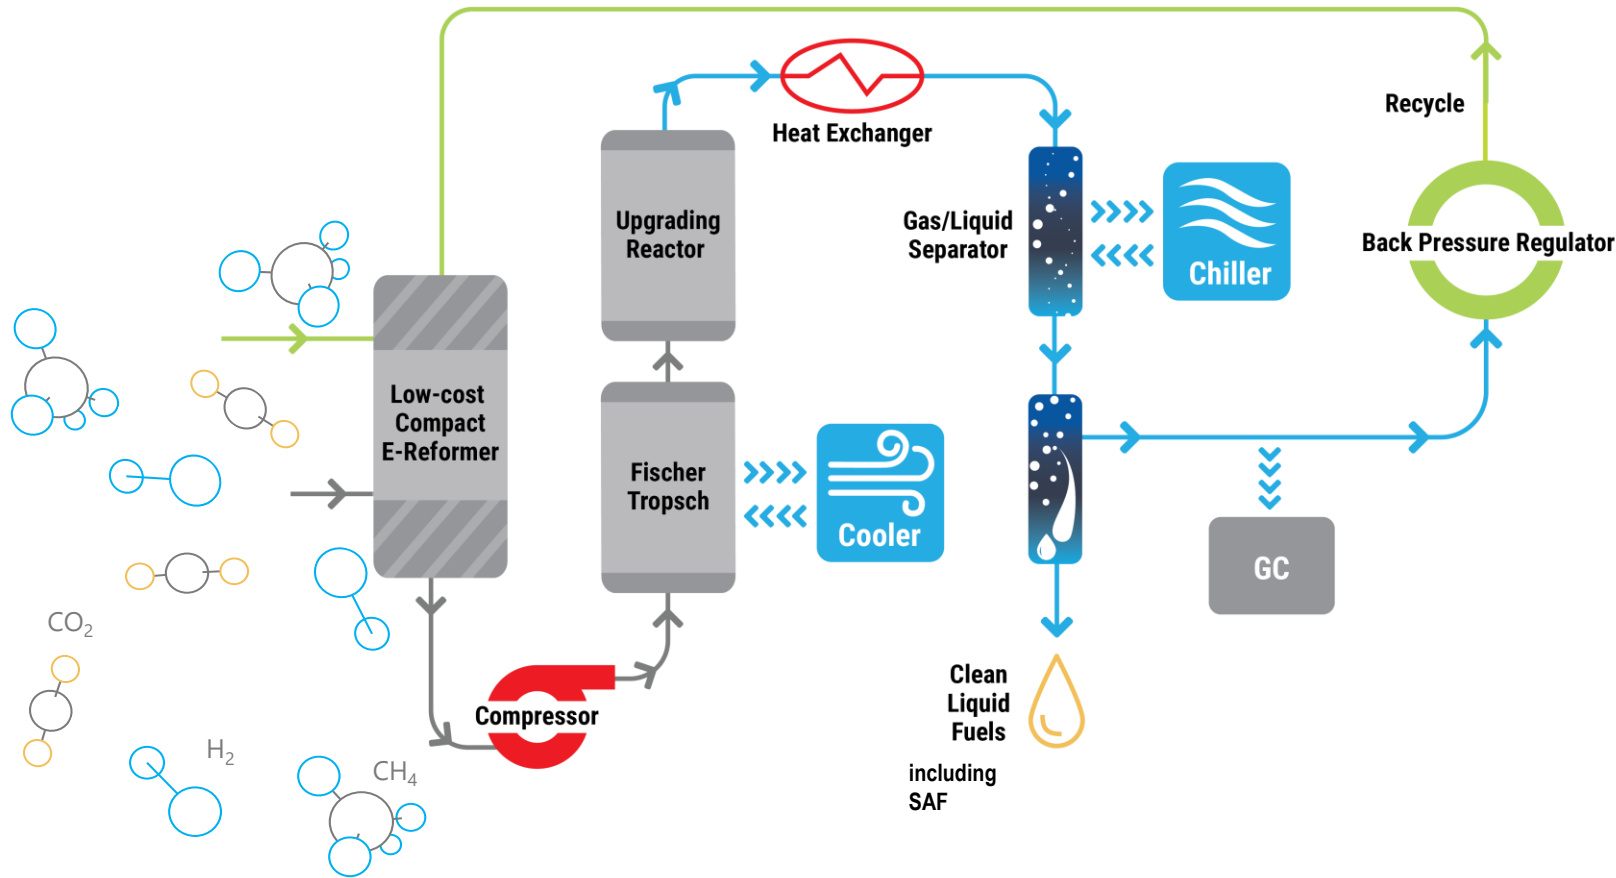 Recycle
Heat Exchanger
Upgrading
Reactor
Gas/Liquid
Separator
Chiller
Back Pressure Regulator
Low-cost
Compact
E-Reformer
Fischer
Tropsch
Cooler
GC
CO₂
Clean
Liquid
Fuels
including
SAF
Compressor
H₂
CH₄